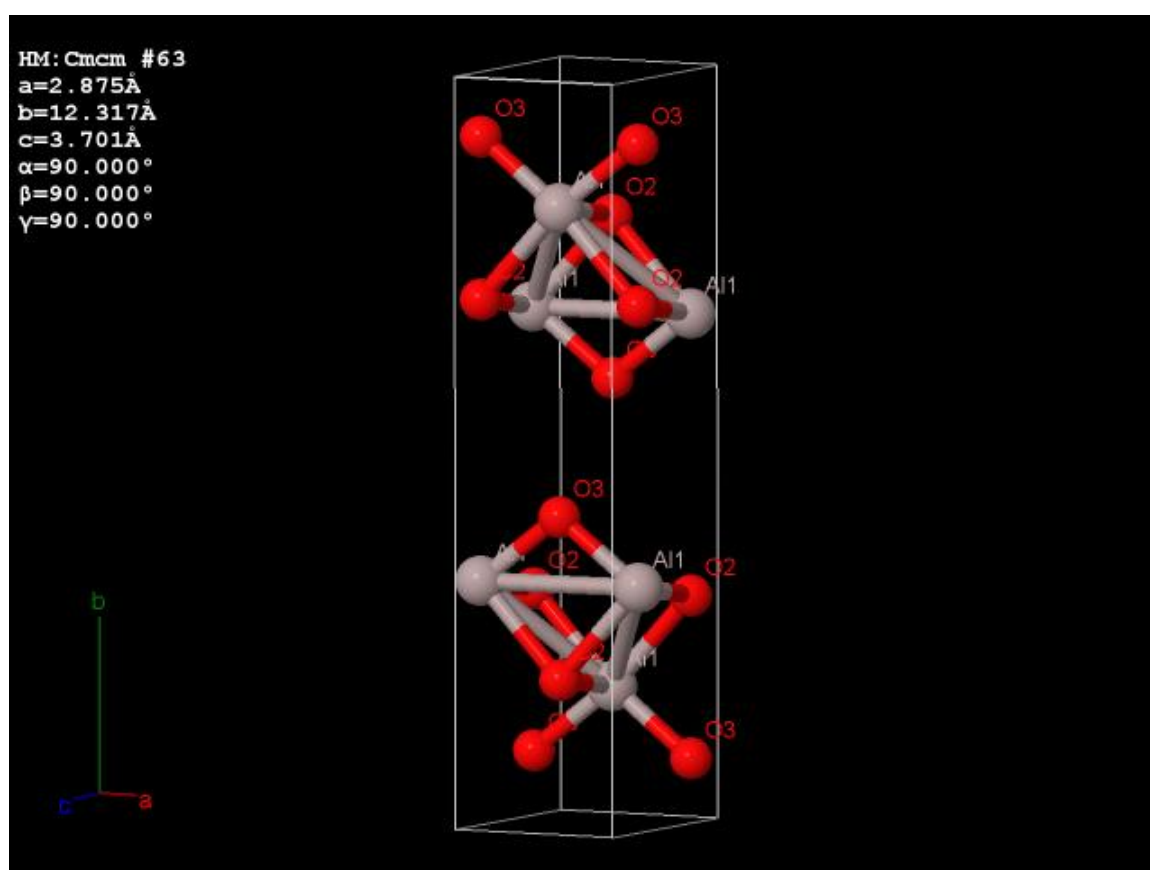 HM:Cmcm #63
a=2.875Å
b=12.317Å
c=3.701Å
α=90.000°
β=90.000°
γ=90.000°
O3
O3
O2
O2
Al1
O3
Al1
O2
O2
O3
b
c
a